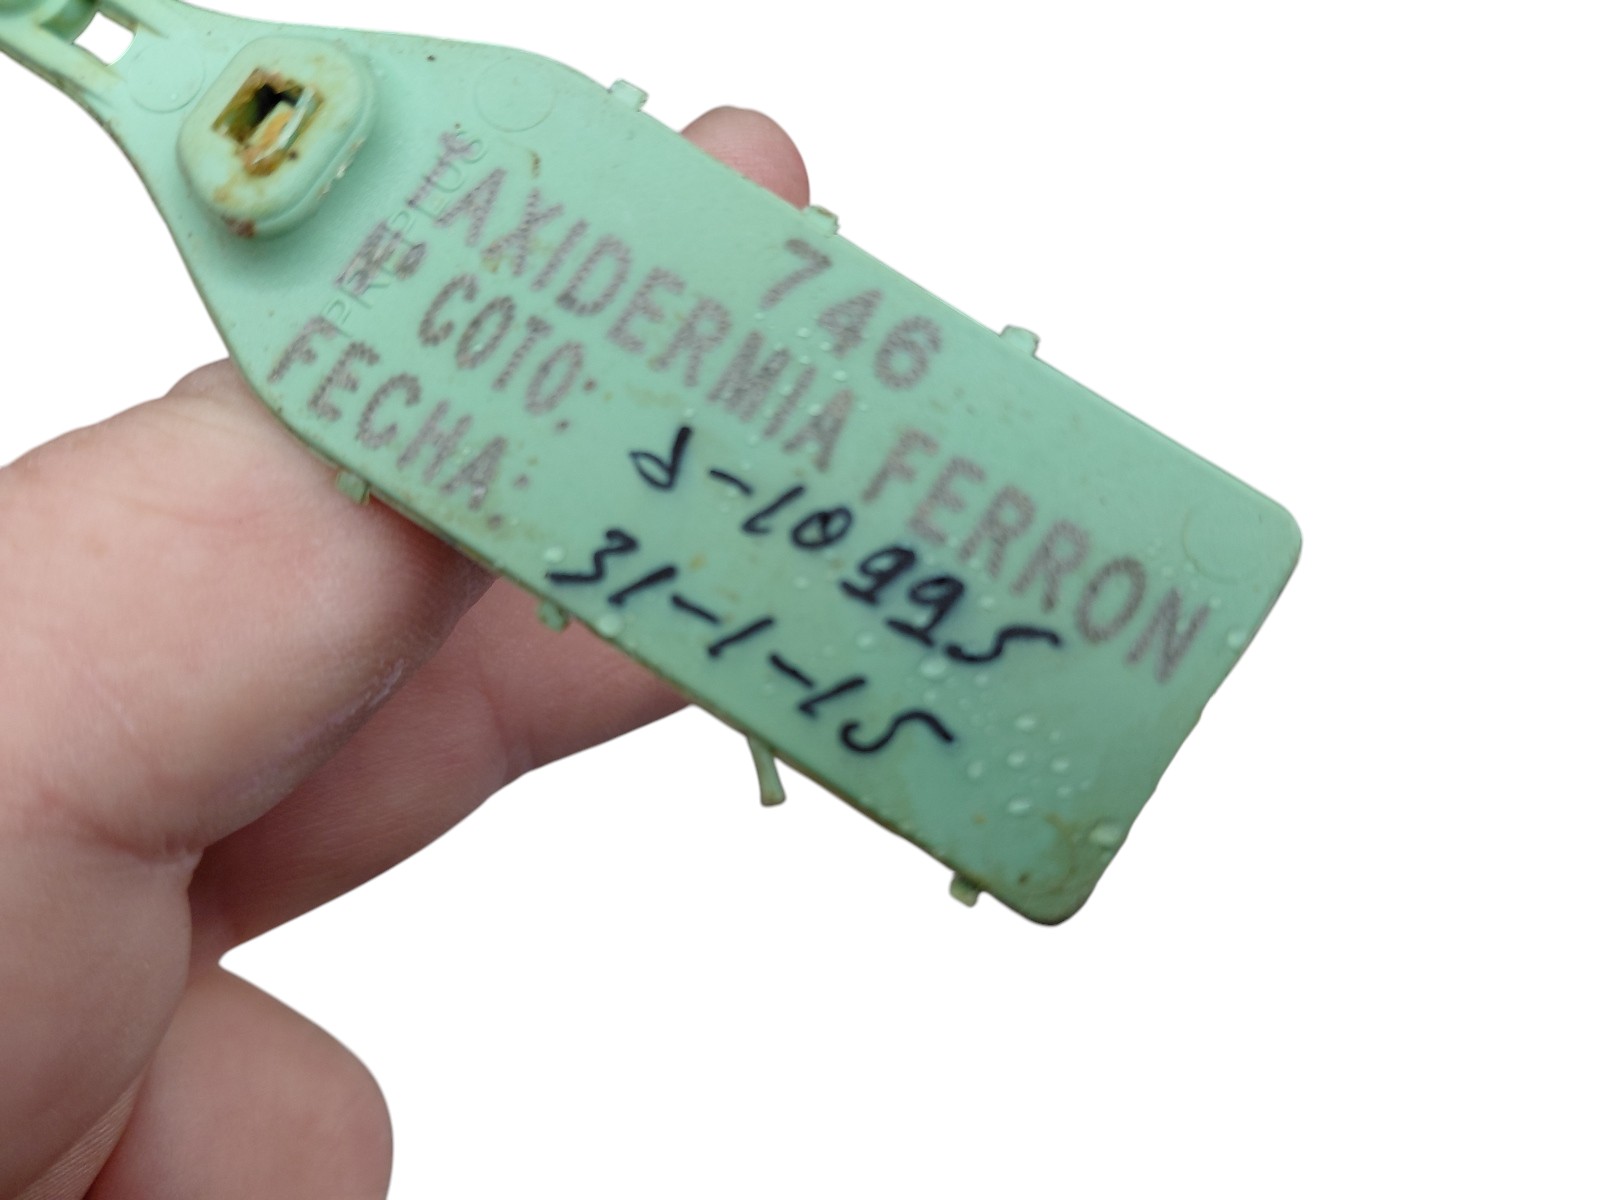 746
TAXIDERMIA FERRON
Nº COTO: d-10995
FECHA: 31-1-15